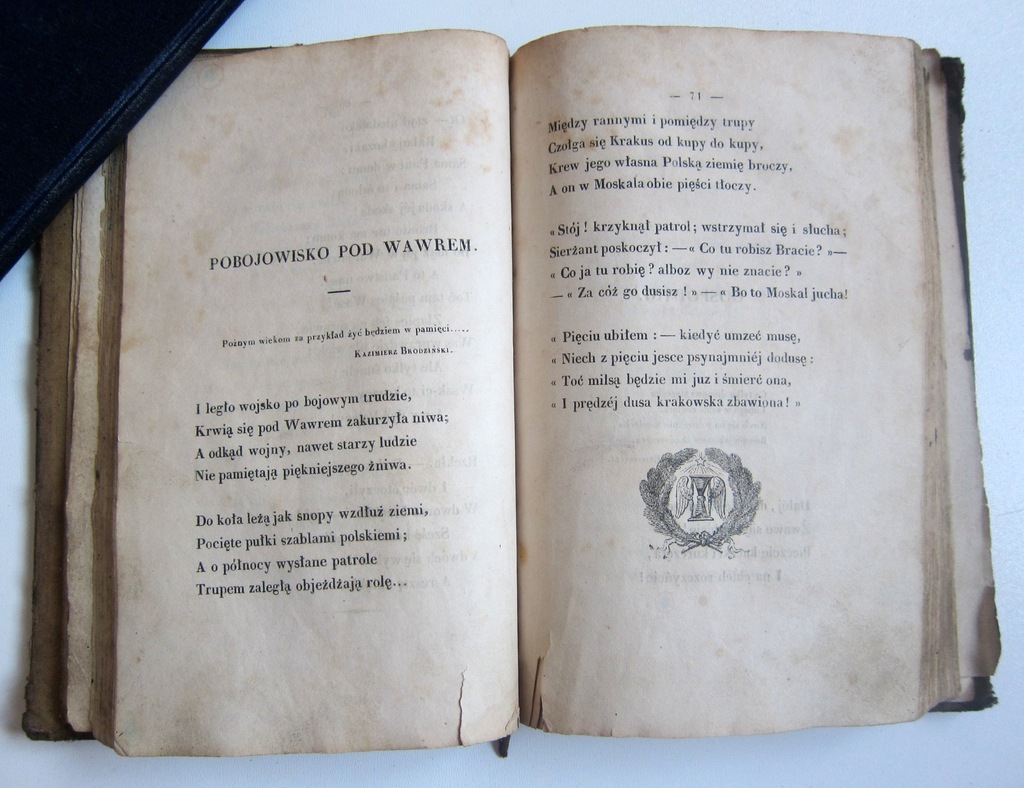 POBOJOWISKO POD WAWREM.
Poźnym wiekom za przykład żyć będziem w pamięci.....
KAZIMIERZ BRODZIŃSKI.
I legło wojsko po bojowym trudzie,
Krwią się pod Wawrem zakurzyła niwa;
A odkąd wojny, nawet starzy ludzie
Nie pamiętają piękniejszego żniwa.
Do koła leżą jak snopy wzdłuż ziemi,
Pocięte pułki szablami polskiemi;
A o północy wysłane patrole
Trupem zaległą objeżdżają rolę...
— 71 —
Między rannymi i pomiędzy trupy
Czołga się Krakus od kupy do kupy,
Krew jego własna Polską ziemię broczy,
A on w Moskala obie pięści tłoczy.
« Stój ! krzyknął patrol; wstrzymał się i słucha;
Sierżant poskoczył : — « Co tu robisz Bracie? » —
« Co ja tu robię ? alboz wy nie znacie ? »
— « Za cóż go dusisz ! » — « Bo to Moskal jucha!
« Pięciu ubiłem : — kiedyć umzeć musę,
« Niech z pięciu jesce psynajmniéj dodusę :
« Toć milsą będzie mi juz i śmierć ona,
« I prędzéj dusa krakowska zbawiona ! »